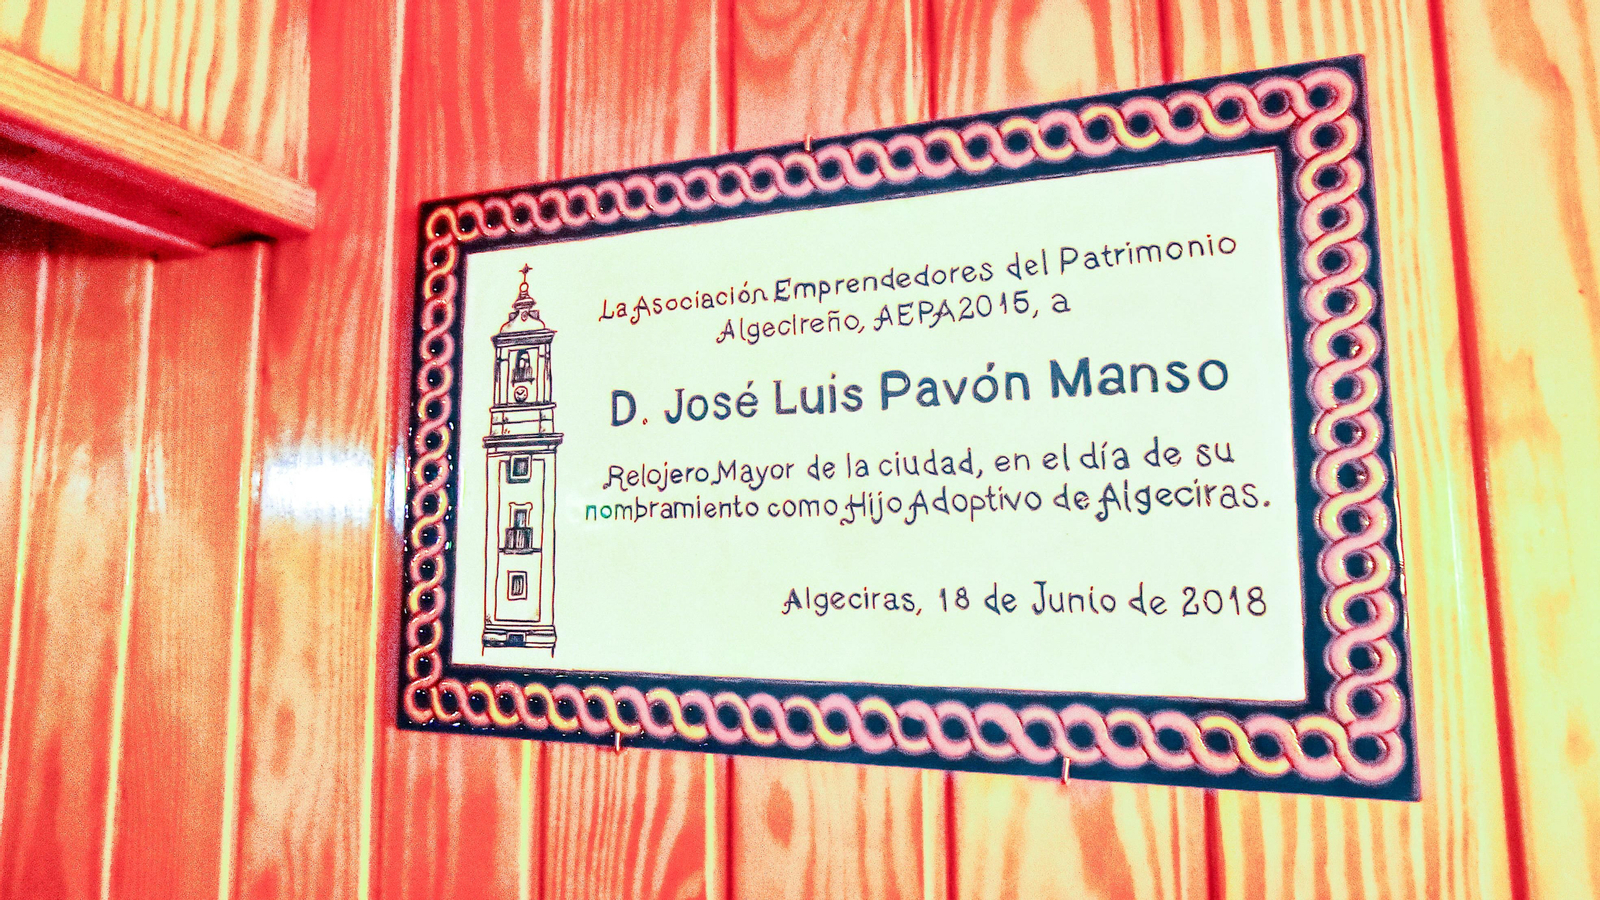 La Asociación Emprendedores del Patrimonio
Algecireño, AEPA2015, a
D. José Luis Pavón Manso
Relojero Mayor de la ciudad, en el día de su
nombramiento como Hijo Adoptivo de Algeciras.
Algeciras, 18 de Junio de 2018